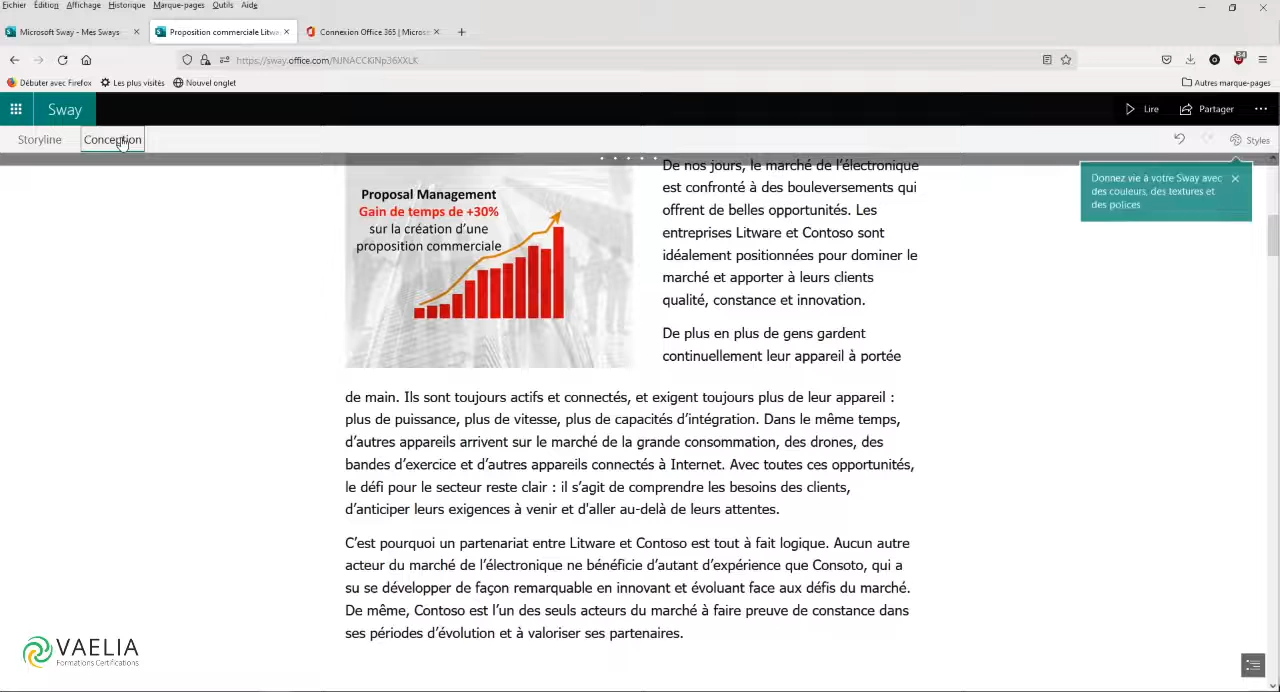 Fichier Édition Affichage Historique Marque-pages Outils Aide
Microsoft Sway - Mes Sways
Proposition commerciale Litwa
Connexion Office 365 | Microso
https://sway.office.com/NJNACCKiNp36XXLK
Débuter avec Firefox
Les plus visités
Nouvel onglet
Autres marque-pages
Sway
Lire
Partager
Storyline
Conception
Styles
Donnez vie à votre Sway avec
des couleurs, des textures et
des polices
Proposal Management
Gain de temps de +30%
sur la création d’une
proposition commerciale
De nos jours, le marché de l’électronique
est confronté à des bouleversements qui
offrent de belles opportunités. Les
entreprises Litware et Contoso sont
idéalement positionnées pour dominer le
marché et apporter à leurs clients
qualité, constance et innovation.
De plus en plus de gens gardent
continuellement leur appareil à portée
de main. Ils sont toujours actifs et connectés, et exigent toujours plus de leur appareil :
plus de puissance, plus de vitesse, plus de capacités d’intégration. Dans le même temps,
d’autres appareils arrivent sur le marché de la grande consommation, des drones, des
bandes d’exercice et d’autres appareils connectés à Internet. Avec toutes ces opportunités,
le défi pour le secteur reste clair : il s’agit de comprendre les besoins des clients,
d’anticiper leurs exigences à venir et d'aller au-delà de leurs attentes.
C’est pourquoi un partenariat entre Litware et Contoso est tout à fait logique. Aucun autre
acteur du marché de l’électronique ne bénéficie d’autant d’expérience que Consoto, qui a
su se développer de façon remarquable en innovant et évoluant face aux défis du marché.
De même, Contoso est l’un des seuls acteurs du marché à faire preuve de constance dans
ses périodes d’évolution et à valoriser ses partenaires.
VAELIA
Formations Certifications